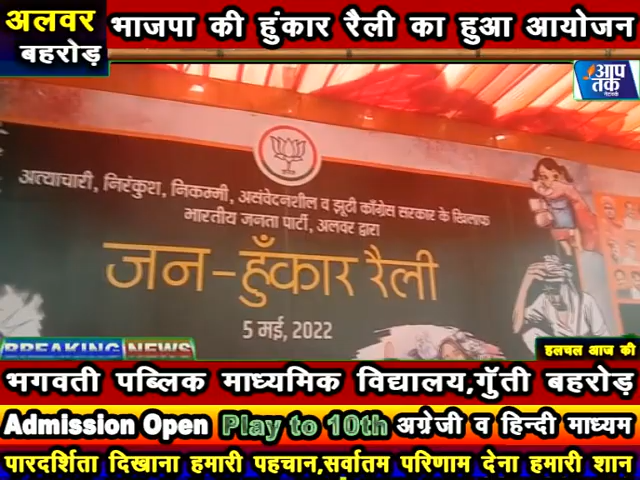 अलवर
बहरोड़
भाजपा की हुंकार रैली का हुआ आयोजन
आप
तक
अत्याचारी, निरंकुश, निकम्मी, असंवेदनशील व झूठी काँग्रेस सरकार के खिलाफ
भारतीय जनता पार्टी, अलवर द्वारा
जन-हुँकार रैली
5 मई, 2022
BREAKING NEWS
हलचल आज की
भगवती पब्लिक माध्यमिक विद्यालय,गुँती बहरोड़
Admission Open Play to 10th अग्रेजी व हिन्दी माध्यम
पारदर्शिता दिखाना हमारी पहचान,सर्वातम परिणाम देना हमारी शान